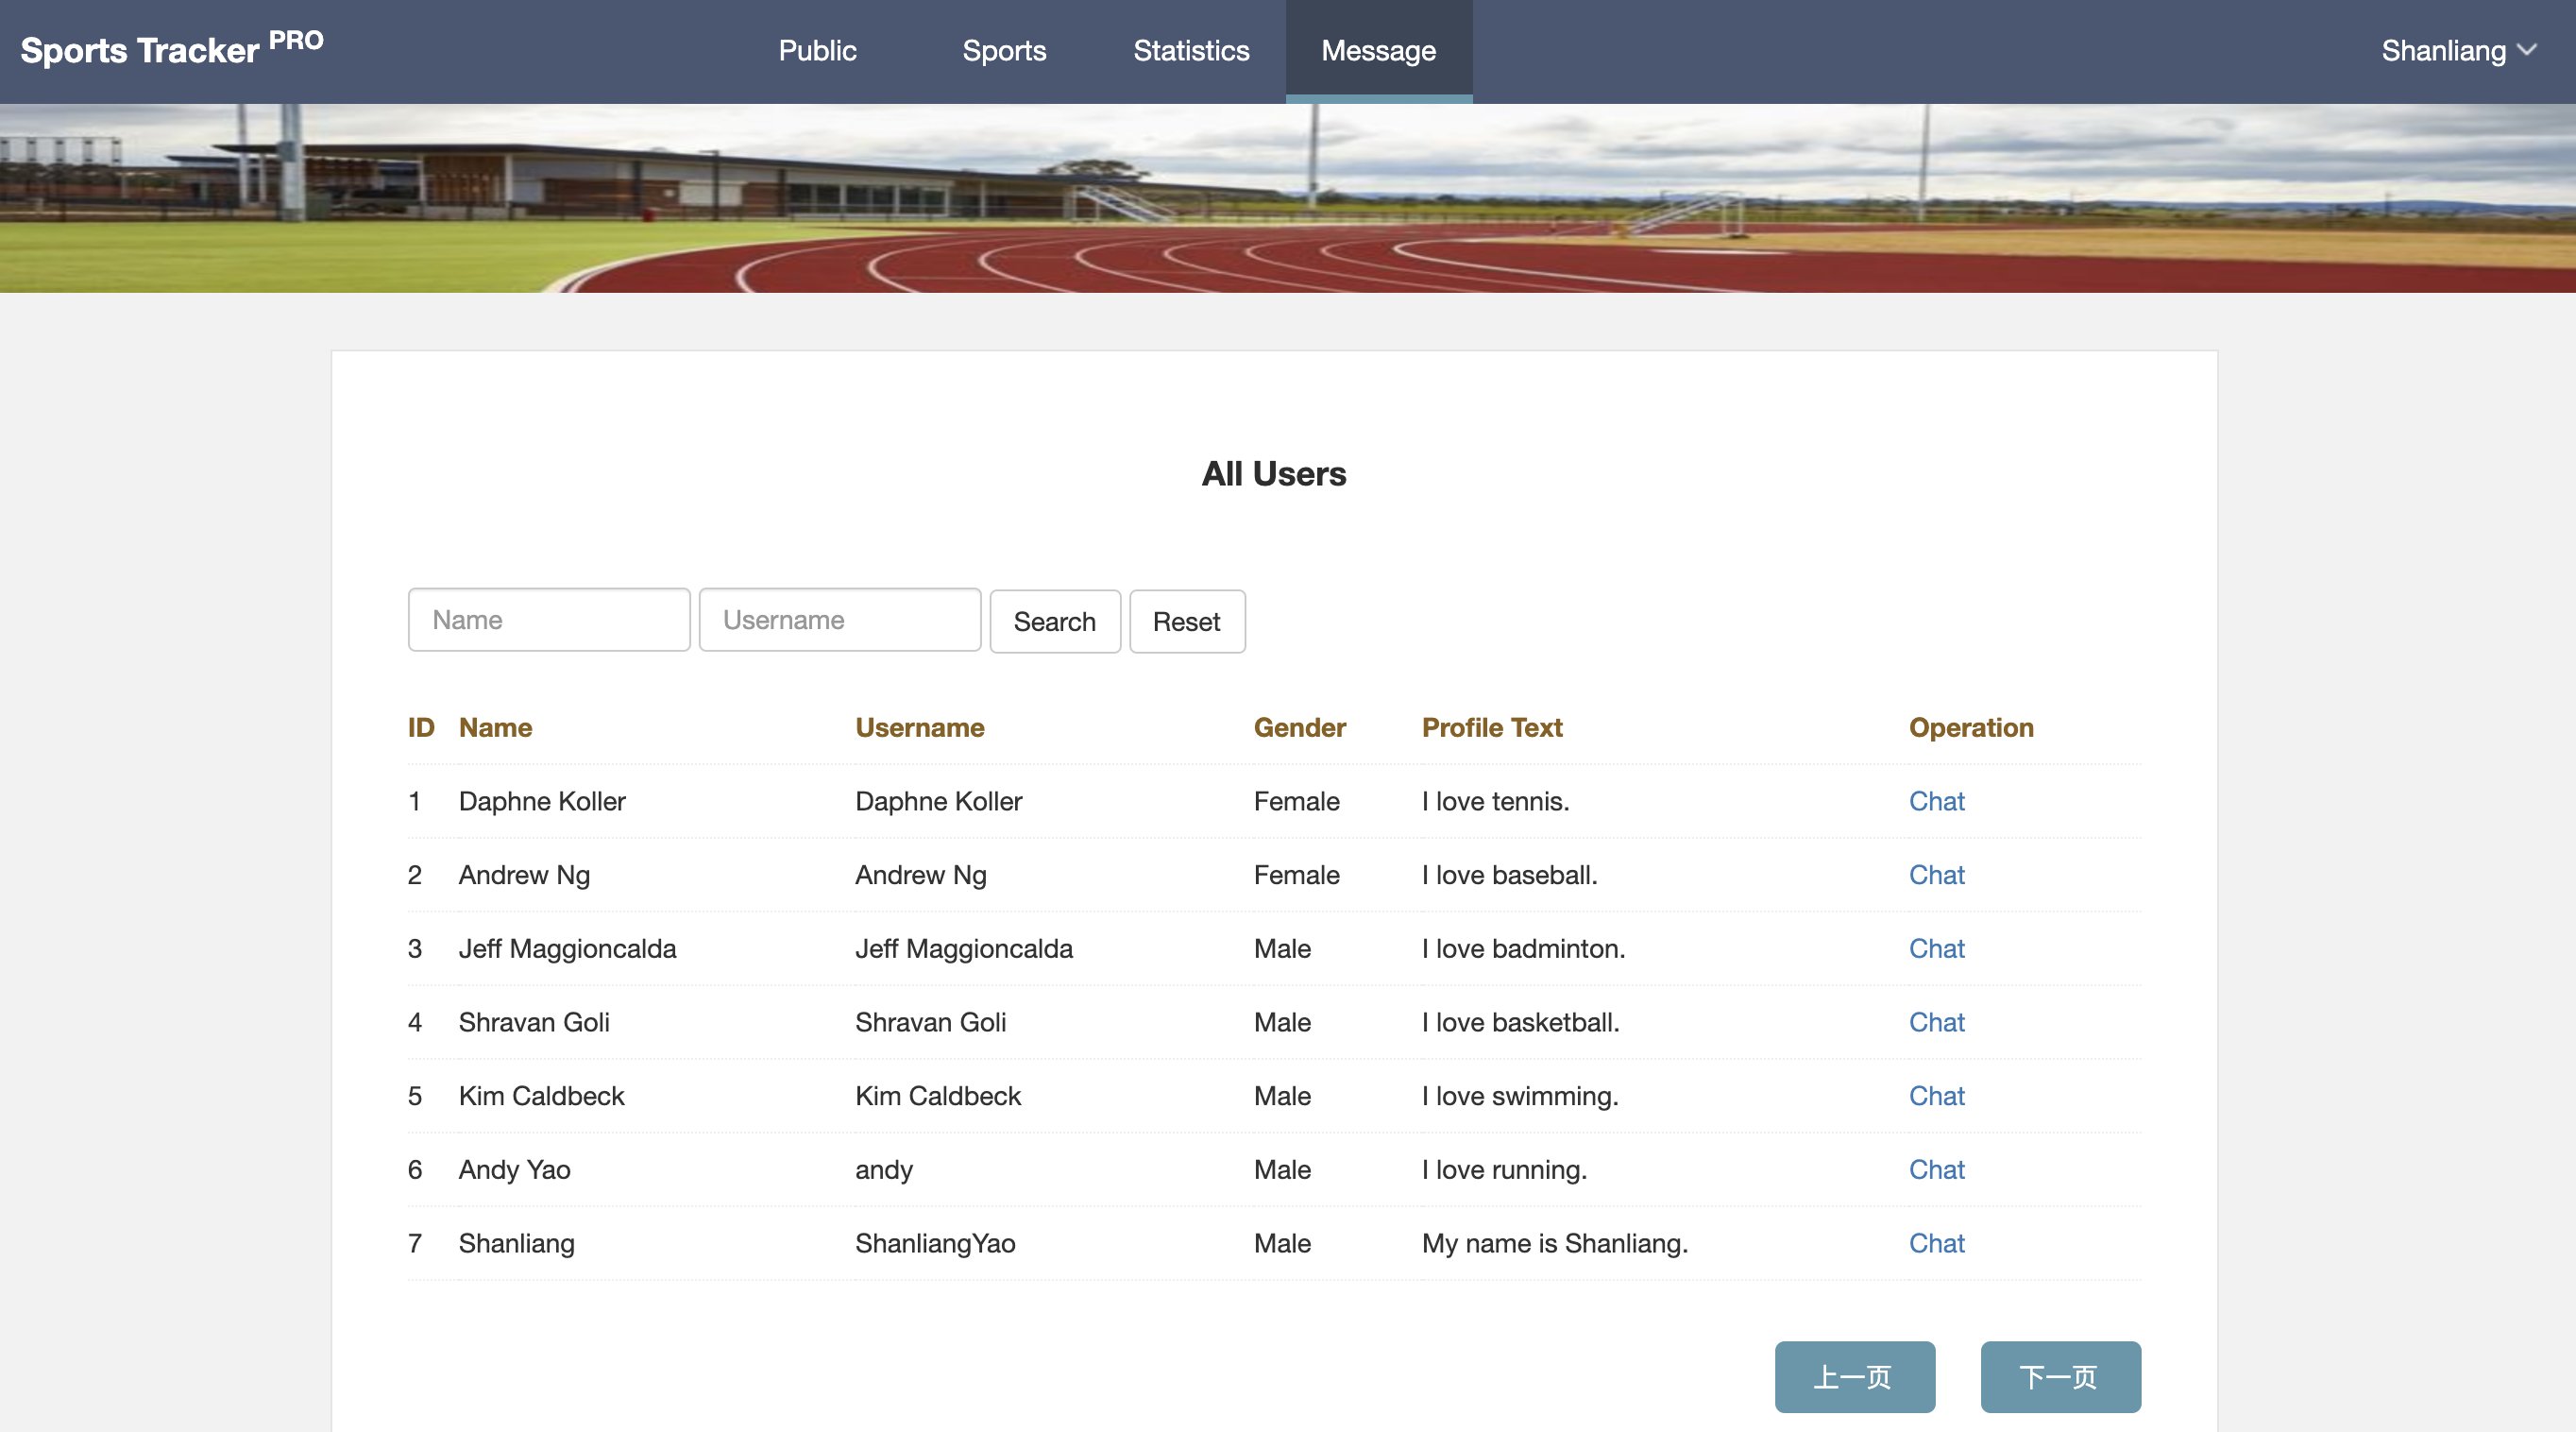 Sports Tracker PRO Public Sports Statistics Message Shanliang
All Users
Name Username Search Reset
ID Name Username Gender Profile Text Operation
1 Daphne Koller Daphne Koller Female I love tennis. Chat
2 Andrew Ng Andrew Ng Female I love baseball. Chat
3 Jeff Maggioncalda Jeff Maggioncalda Male I love badminton. Chat
4 Shravan Goli Shravan Goli Male I love basketball. Chat
5 Kim Caldbeck Kim Caldbeck Male I love swimming. Chat
6 Andy Yao andy Male I love running. Chat
7 Shanliang ShanliangYao Male My name is Shanliang. Chat
上一页 下一页